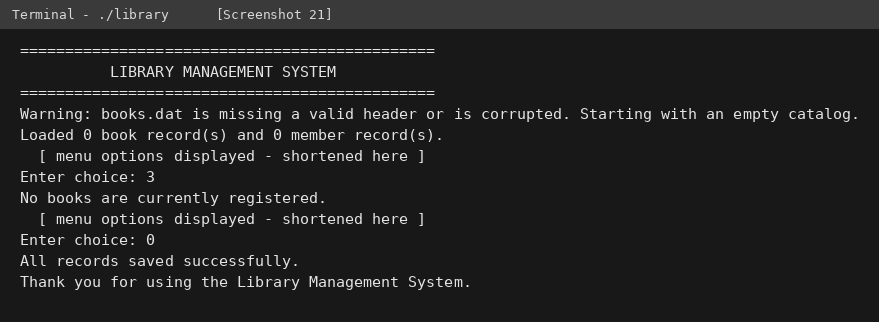 Terminal - ./library      [Screenshot 21]
==============================================
          LIBRARY MANAGEMENT SYSTEM
==============================================
Warning: books.dat is missing a valid header or is corrupted. Starting with an empty catalog.
Loaded 0 book record(s) and 0 member record(s).
  [ menu options displayed - shortened here ]
Enter choice: 3
No books are currently registered.
  [ menu options displayed - shortened here ]
Enter choice: 0
All records saved successfully.
Thank you for using the Library Management System.